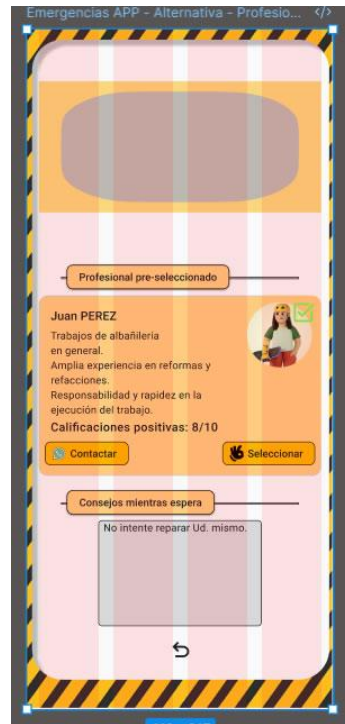 Emergencias APP - Alternativa - Profesio...
Profesional pre-seleccionado
Juan PEREZ
Trabajos de albañilería
en general.
Amplia experiencia en reformas y
refacciones.
Responsabilidad y rapidez en la
ejecución del trabajo.
Calificaciones positivas: 8/10
Contactar
Seleccionar
Consejos mientras espera
No intente reparar Ud. mismo.